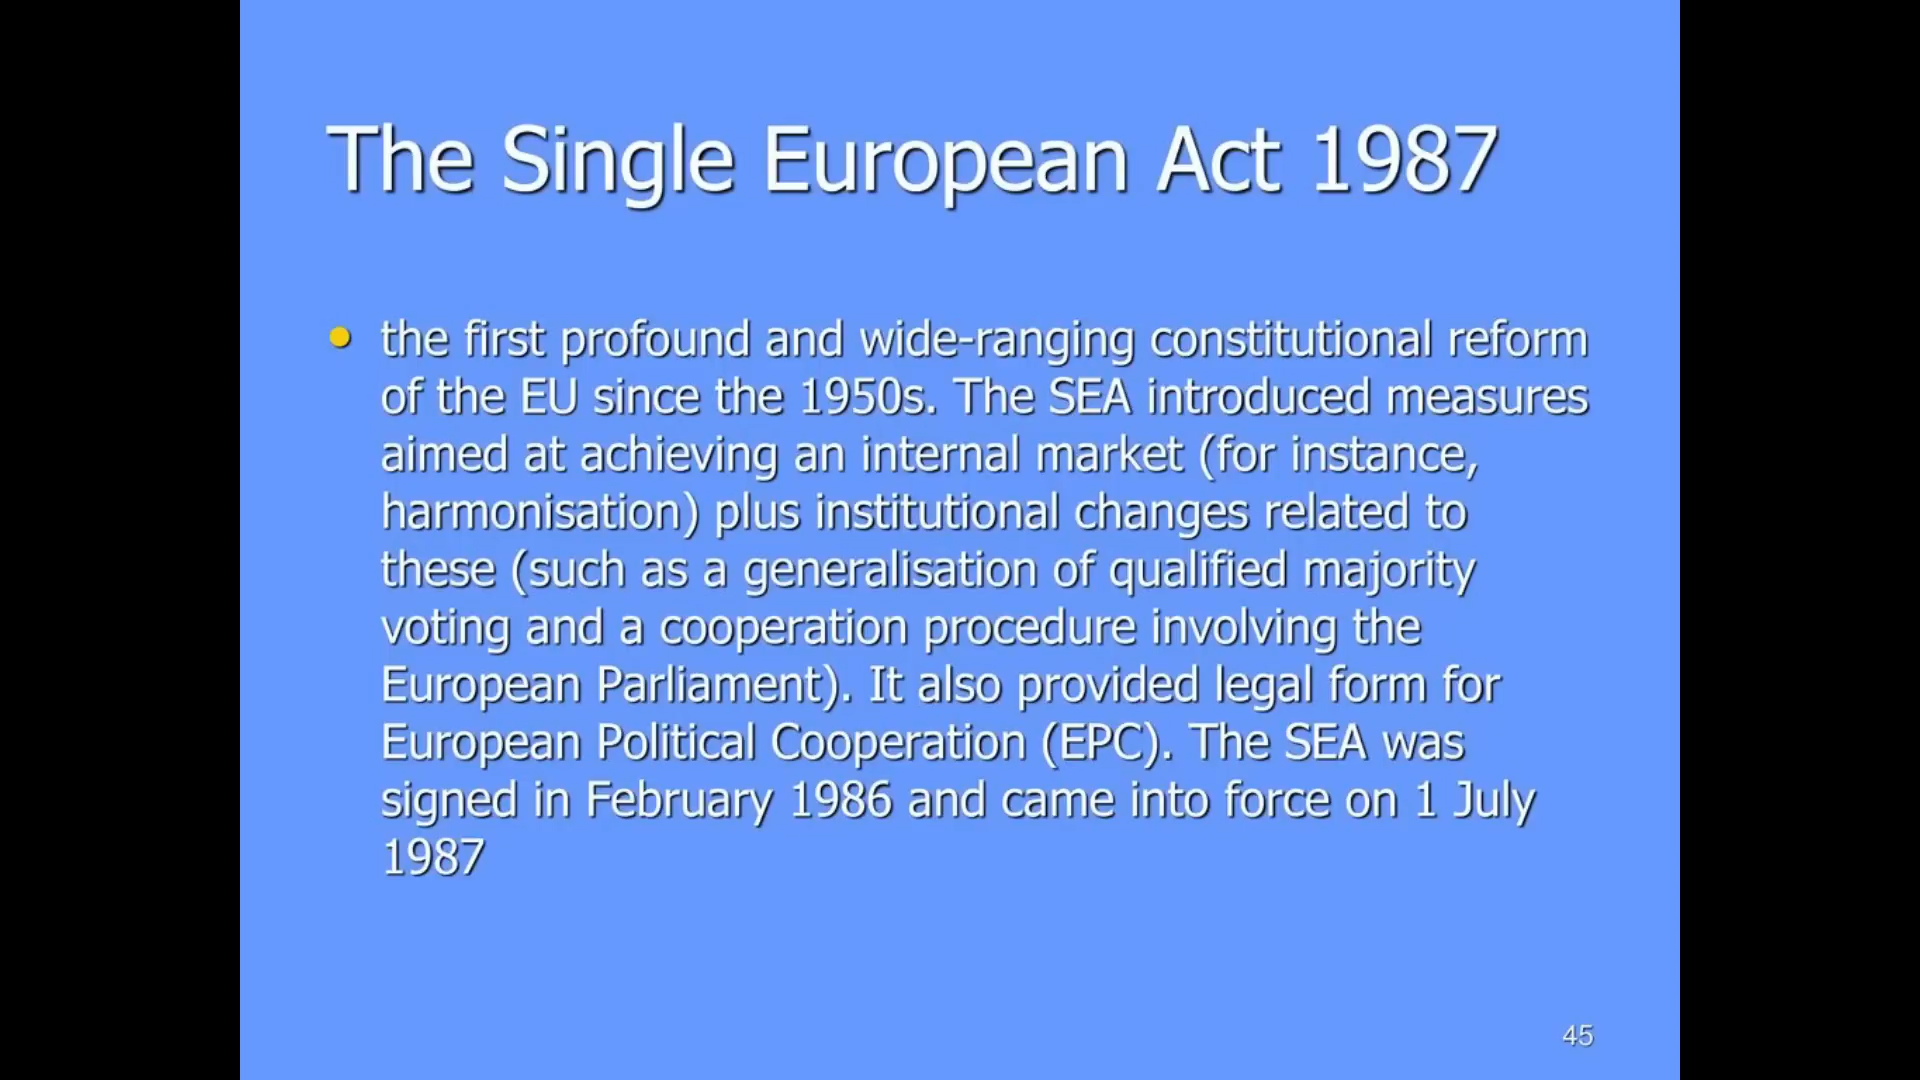 The Single European Act 1987
• the first profound and wide-ranging constitutional reform
of the EU since the 1950s. The SEA introduced measures
aimed at achieving an internal market (for instance,
harmonisation) plus institutional changes related to
these (such as a generalisation of qualified majority
voting and a cooperation procedure involving the
European Parliament). It also provided legal form for
European Political Cooperation (EPC). The SEA was
signed in February 1986 and came into force on 1 July
1987
45